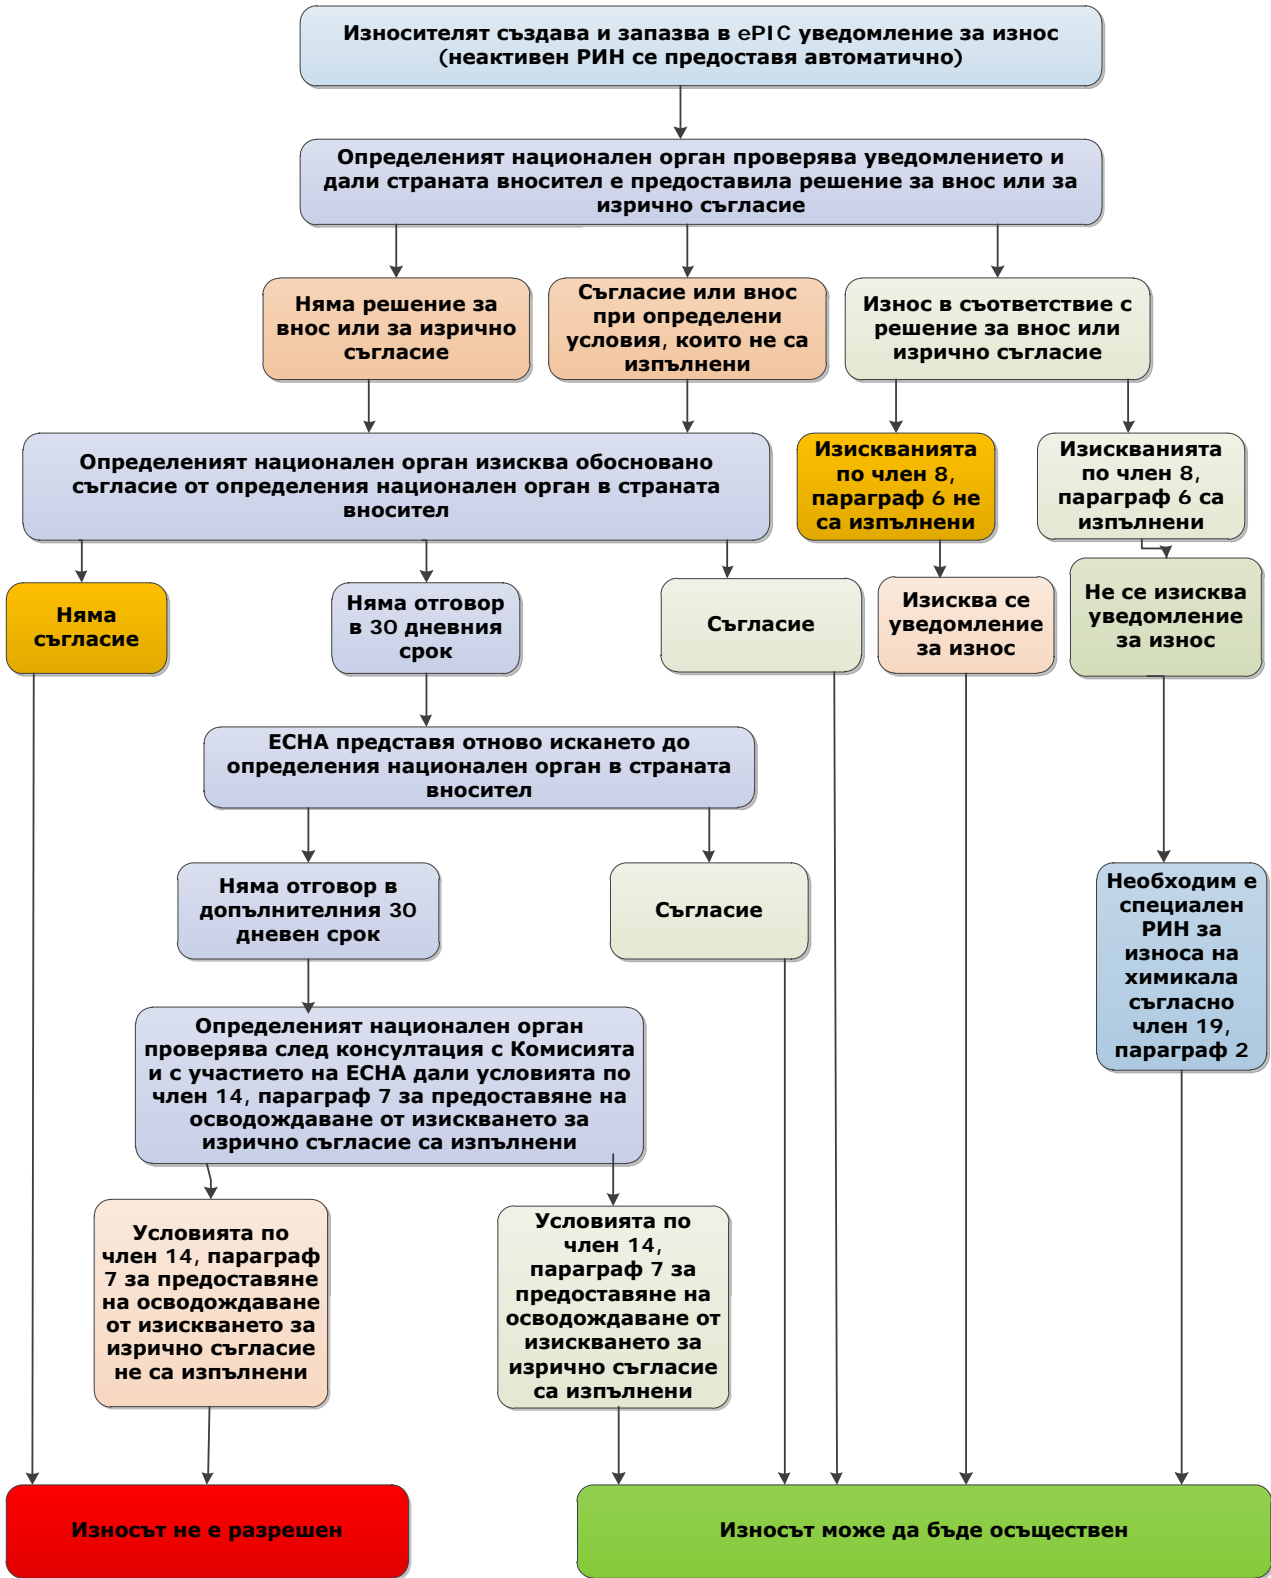 Износителят създава и запазва в ePIC уведомление за износ
(неактивен РИН се предоставя автоматично)
Определеният национален орган проверява уведомлението и
дали страната вносител е предоставила решение за внос или за
изрично съгласие
Няма решение за
внос или за изрично
съгласие
Съгласие или внос
при определени
условия, които не са
изпълнени
Износ в съответствие с
решение за внос или
изрично съгласие
Определеният национален орган изисква обосновано
съгласие от определения национален орган в страната
вносител
Изискванията
по член 8,
параграф 6 не
са изпълнени
Изискванията
по член 8,
параграф 6 са
изпълнени
Няма
съгласие
Няма отговор
в 30 дневния
срок
Съгласие
Изисква се
уведомление
за износ
Не се изисква
уведомление
за износ
ECHA представя отново искането до
определения национален орган в страната
вносител
Няма отговор в
допълнителния 30
дневен срок
Съгласие
Необходим е
специален
РИН за
износа на
химикала
съгласно
член 19,
параграф 2
Определеният национален орган
проверява след консултация с Комисията
и с участието на ECHA дали условията по
член 14, параграф 7 за предоставяне на
осводождаване от изискването за
изрично съгласие са изпълнени
Условията по
член 14, параграф
7 за предоставяне
на осводождаване
от изискването за
изрично съгласие
не са изпълнени
Условията по
член 14,
параграф 7 за
предоставяне на
осводождаване от
изискването за
изрично съгласие
са изпълнени
Износът не е разрешен
Износът може да бъде осъществен